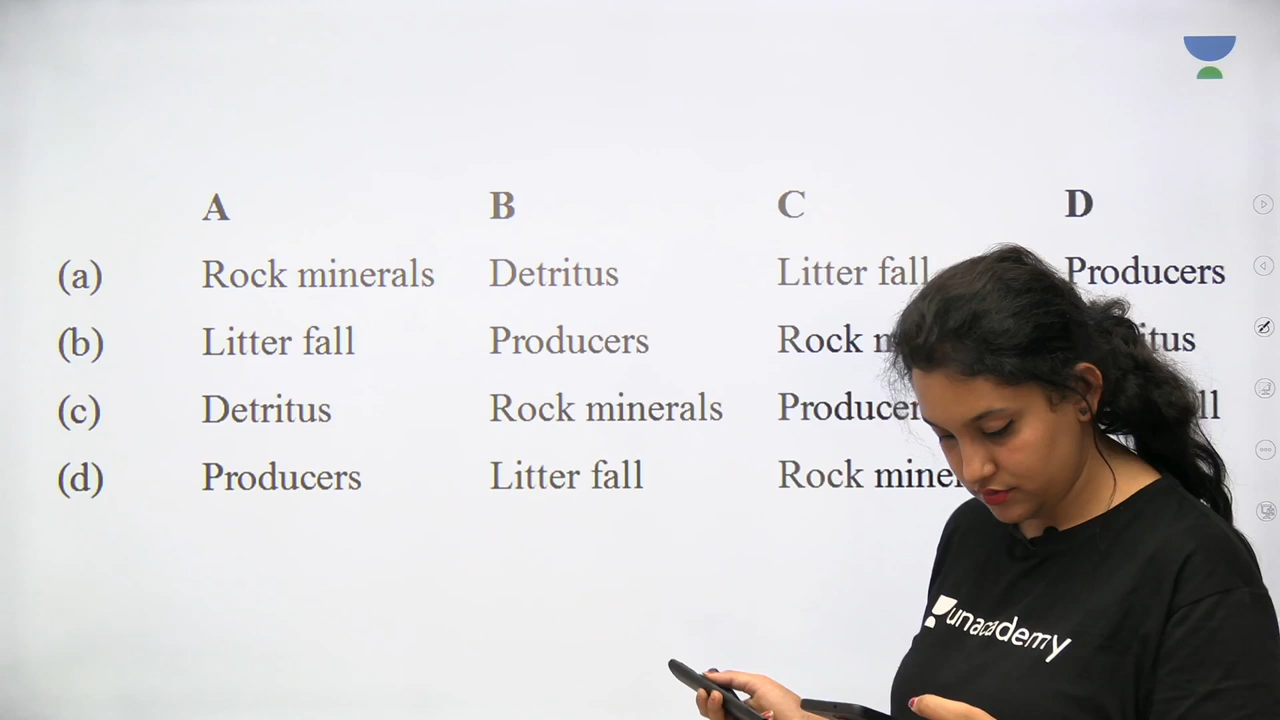 A B C D
(a) Rock minerals Detritus Litter fall Producers
(b) Litter fall Producers Rock
(c) Detritus Rock minerals
(d) Producers Litter fall Rock
unacademy